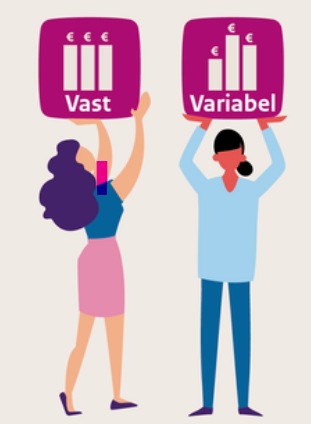 € € €
Vast
€ € €
Variabel